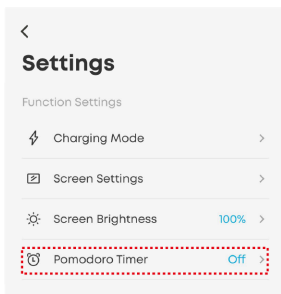 Settings
Function Settings
Charging Mode
Screen Settings
Screen Brightness 100%
Pomodoro Timer Off